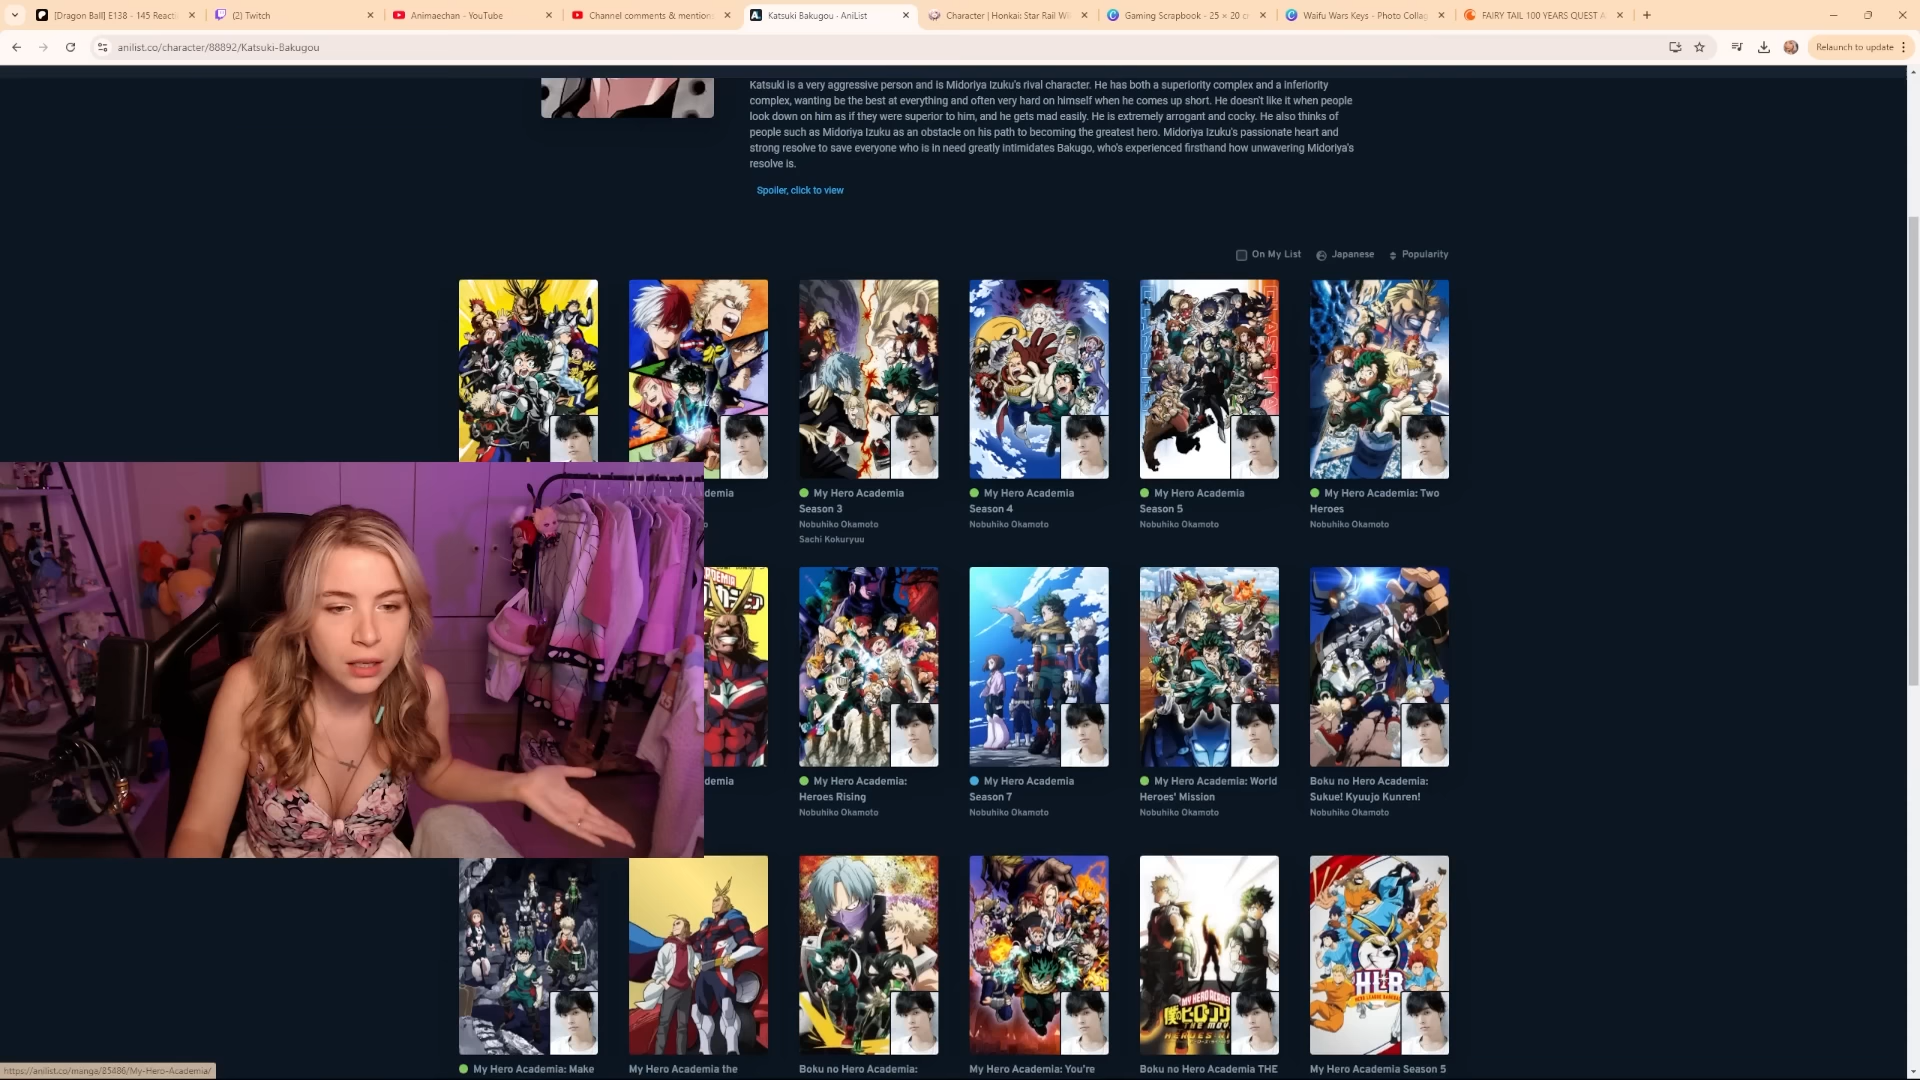 [Dragon Ball] E138 - 145 Reacti
(2) Twitch
Animaechan - YouTube
Channel comments & mentions
Katsuki Bakugou · AniList
Character | Honkai: Star Rail Wi
Gaming Scrapbook - 25 × 20 c
Waifu Wars Keys - Photo Collag
FAIRY TAIL 100 YEARS QUEST A
anilist.co/character/88892/Katsuki-Bakugou
Relaunch to update
Katsuki is a very aggressive person and is Midoriya Izuku's rival character. He has both a superiority complex and a inferiority
complex, wanting be the best at everything and often very hard on himself when he comes up short. He doesn't like it when people
look down on him as if they were superior to him, and he gets mad easily. He is extremely arrogant and cocky. He also thinks of
people such as Midoriya Izuku as an obstacle on his path to becoming the greatest hero. Midoriya Izuku's passionate heart and
strong resolve to save everyone who is in need greatly intimidates Bakugo, who's experienced firsthand how unwavering Midoriya's
resolve is.
Spoiler, click to view
On My List
Japanese
Popularity
demia
My Hero Academia
Season 3
Nobuhiko Okamoto
Sachi Kokuryuu
My Hero Academia
Season 4
Nobuhiko Okamoto
My Hero Academia
Season 5
Nobuhiko Okamoto
My Hero Academia: Two
Heroes
Nobuhiko Okamoto
demia
My Hero Academia:
Heroes Rising
Nobuhiko Okamoto
My Hero Academia
Season 7
Nobuhiko Okamoto
My Hero Academia: World
Heroes' Mission
Nobuhiko Okamoto
Boku no Hero Academia:
Sukue! Kyuujo Kunren!
Nobuhiko Okamoto
HLB
My Hero Academia: Make
My Hero Academia the
Boku no Hero Academia:
My Hero Academia: You're
Boku no Hero Academia THE
My Hero Academia Season 5
https://anilist.co/manga/85486/My-Hero-Academia/